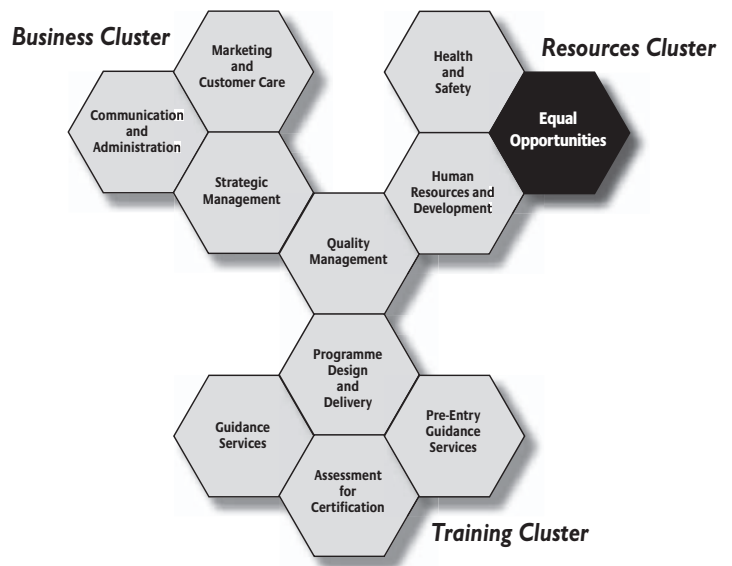 Business Cluster
Marketing
and
Customer Care
Communication
and
Administration
Strategic
Management
Resources Cluster
Health
and
Safety
Equal
Opportunities
Human
Resources and
Development
Quality
Management
Programme
Design
and
Delivery
Guidance
Services
Pre-Entry
Guidance
Services
Assessment
for
Certification
Training Cluster